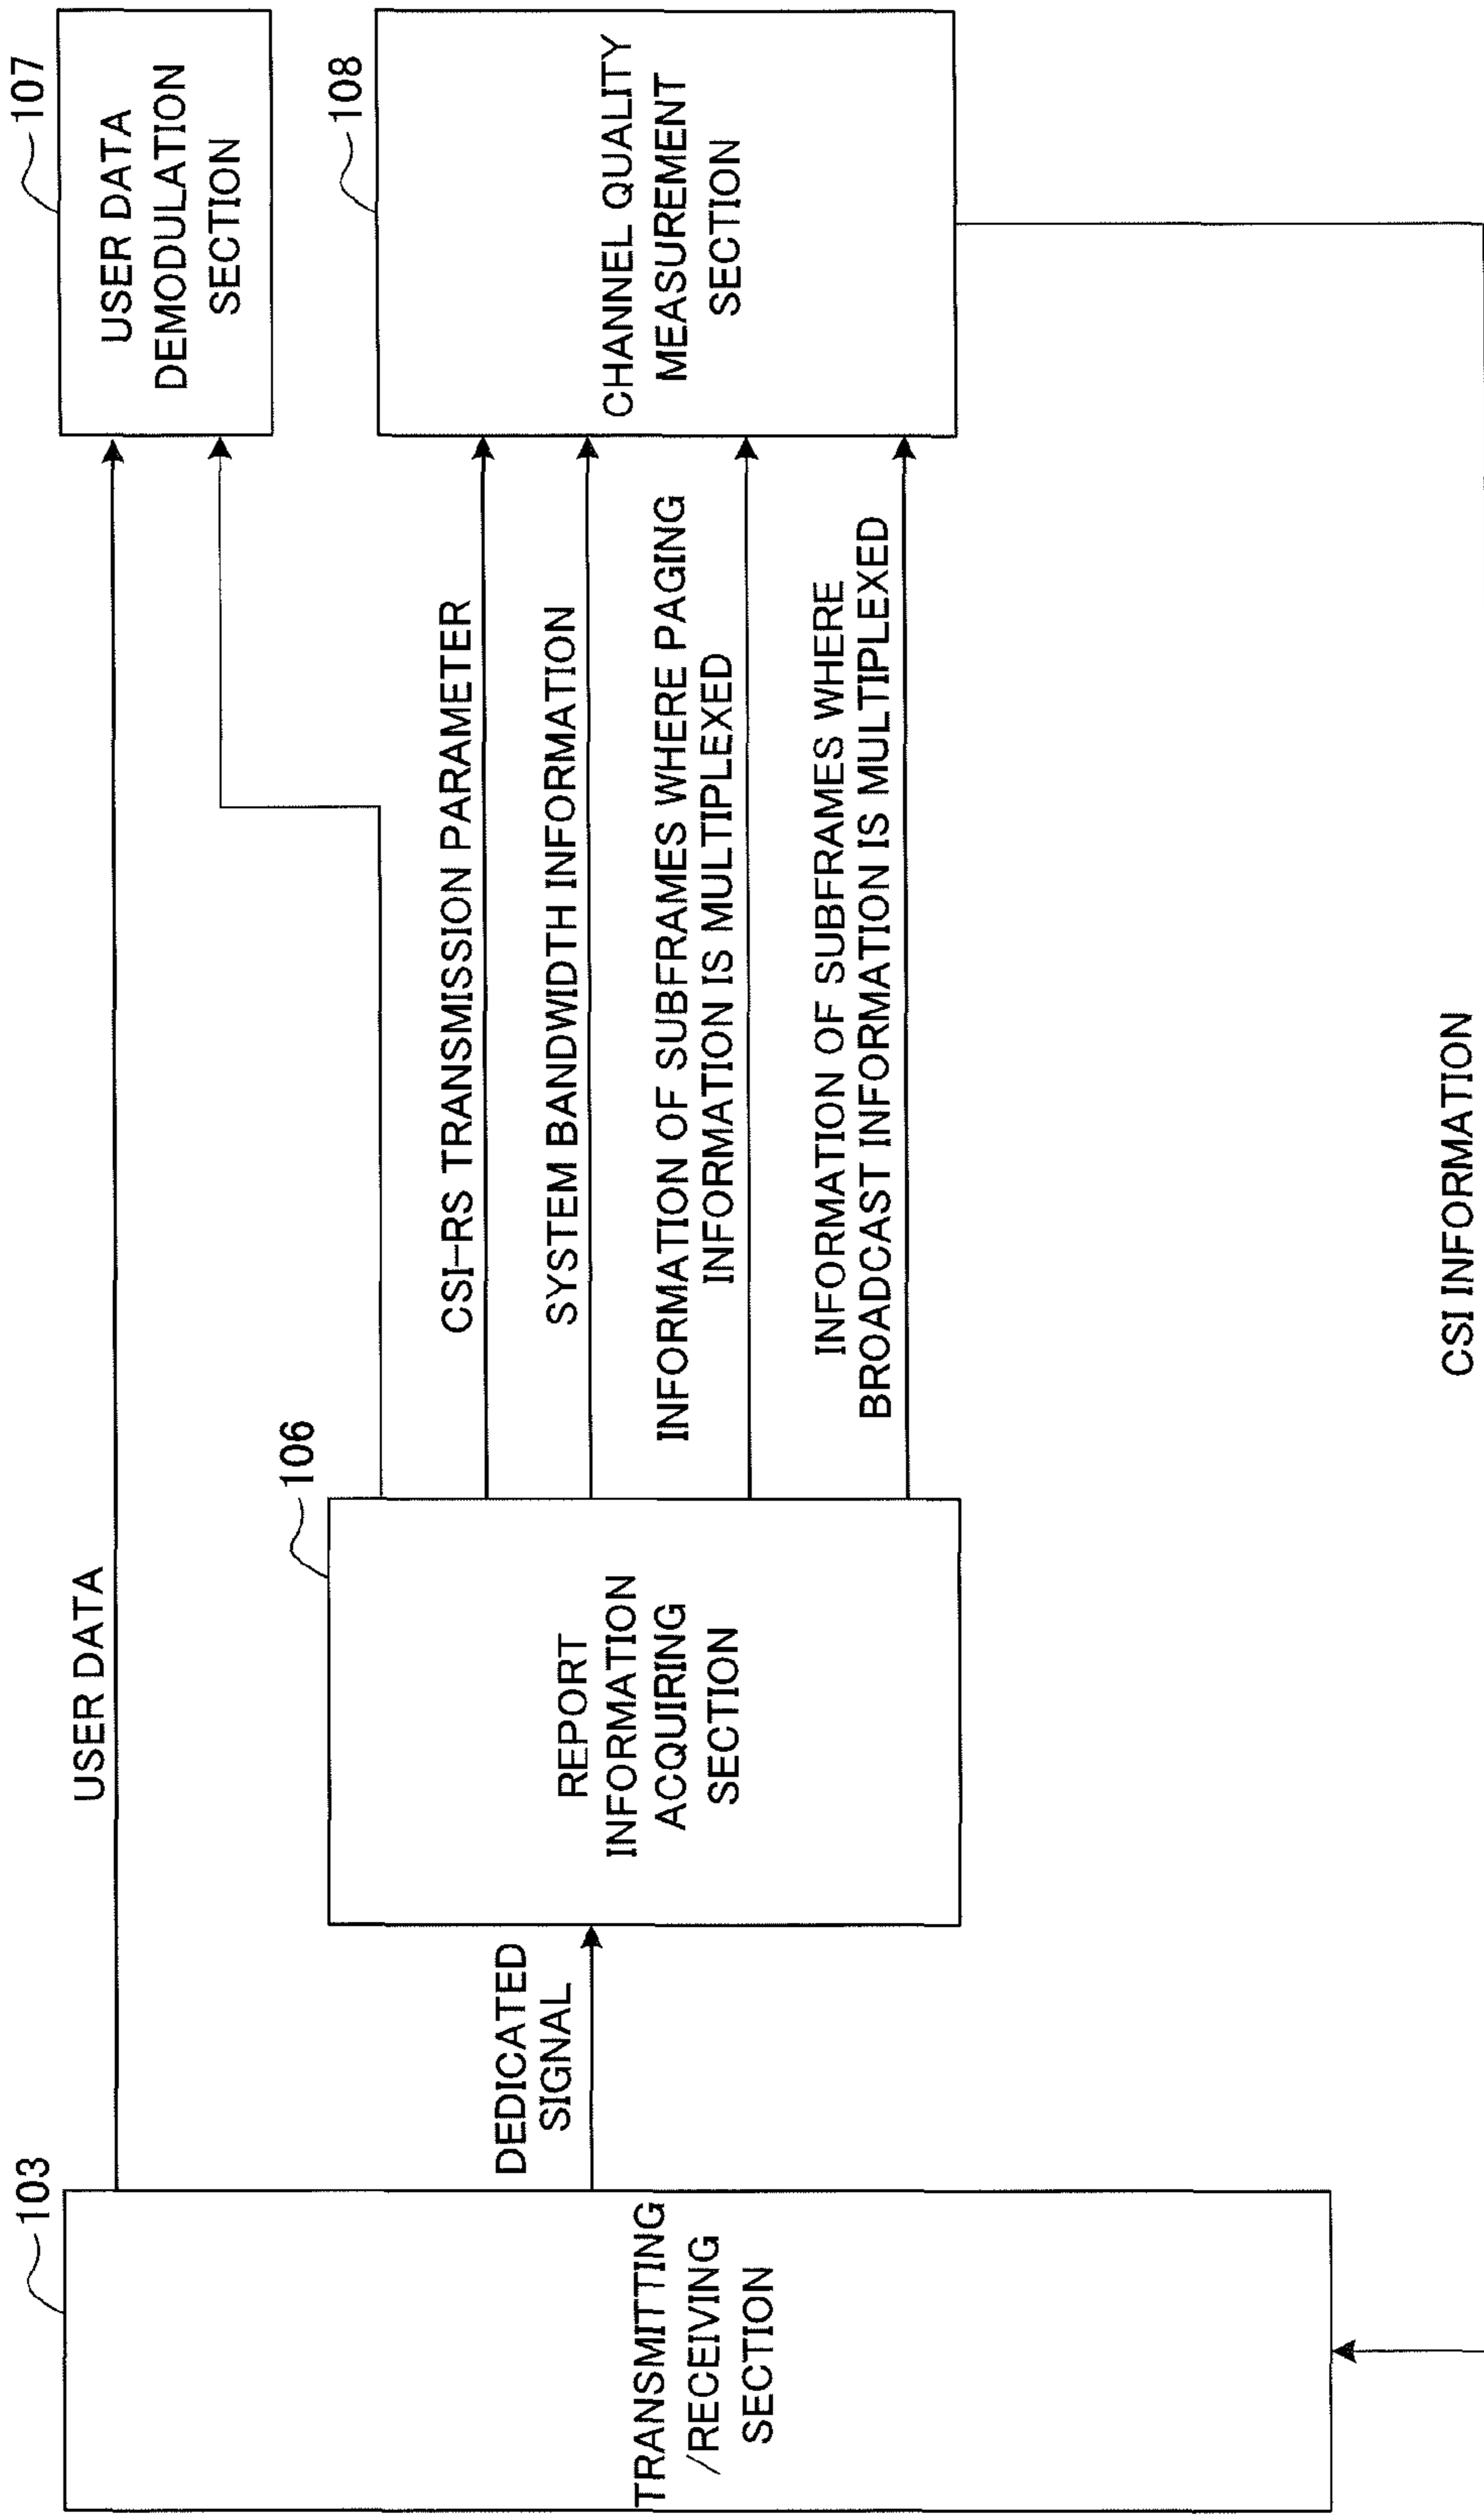 103
TRANSMITTING
/RECEIVING
SECTION
USER DATA
DEDICATED
SIGNAL
106
REPORT
INFORMATION
ACQUIRING
SECTION
CSI-RS TRANSMISSION PARAMETER
SYSTEM BANDWIDTH INFORMATION
INFORMATION OF SUBFRAMES WHERE PAGING
INFORMATION IS MULTIPLEXED
INFORMATION OF SUBFRAMES WHERE
BROADCAST INFORMATION IS MULTIPLEXED
107
USER DATA
DEMODULATION
SECTION
108
CHANNEL QUALITY
MEASUREMENT
SECTION
CSI INFORMATION